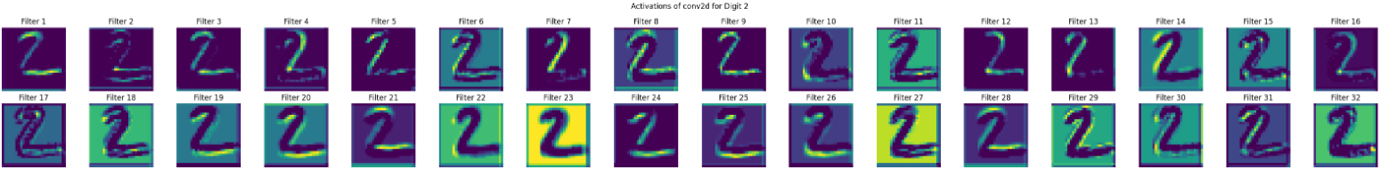 Activations of conv2d for Digit 2
Filter 1 Filter 2 Filter 3 Filter 4 Filter 5 Filter 6 Filter 7 Filter 8 Filter 9 Filter 10 Filter 11 Filter 12 Filter 13 Filter 14 Filter 15 Filter 16
Filter 17 Filter 18 Filter 19 Filter 20 Filter 21 Filter 22 Filter 23 Filter 24 Filter 25 Filter 26 Filter 27 Filter 28 Filter 29 Filter 30 Filter 31 Filter 32